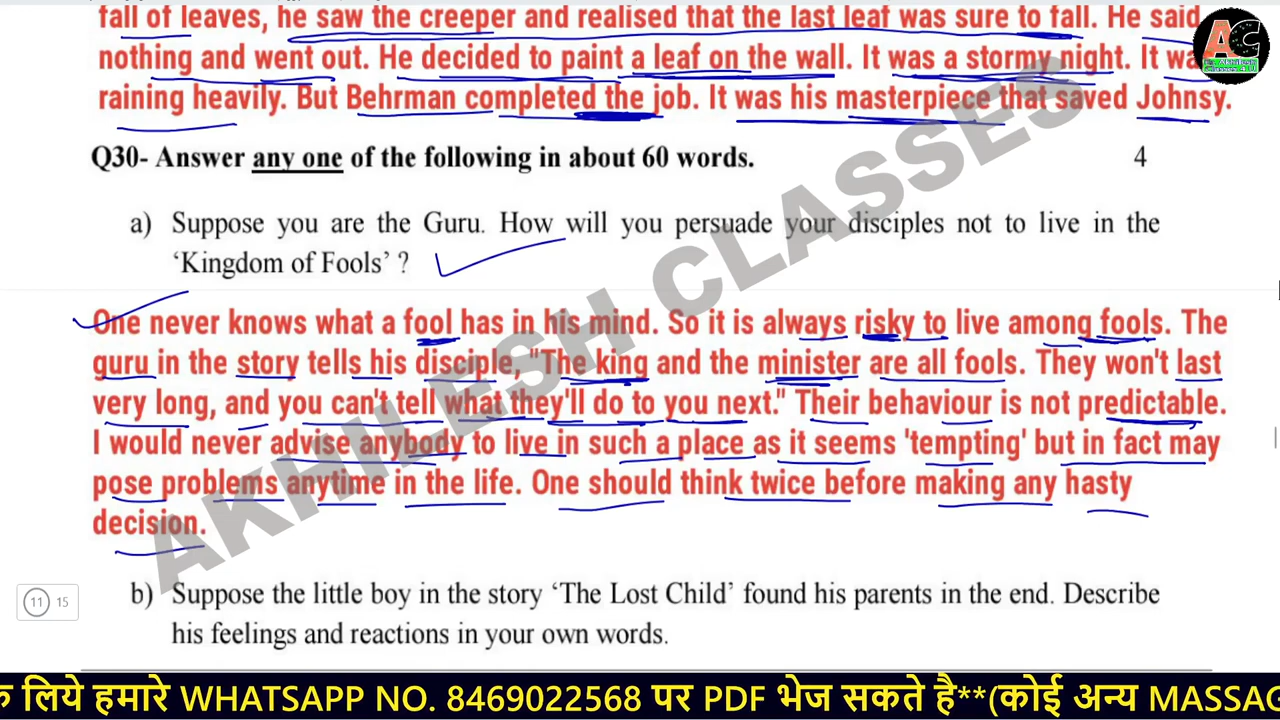 fall of leaves, he saw the creeper and realised that the last leaf was sure to fall. He said
nothing and went out. He decided to paint a leaf on the wall. It was a stormy night. It was
raining heavily. But Behrman completed the job. It was his masterpiece that saved Johnsy.
Q30- Answer any one of the following in about 60 words. 4
a) Suppose you are the Guru. How will you persuade your disciples not to live in the
‘Kingdom of Fools’ ?
One never knows what a fool has in his mind. So it is always risky to live among fools. The
guru in the story tells his disciple, "The king and the minister are all fools. They won't last
very long, and you can't tell what they'll do to you next." Their behaviour is not predictable.
I would never advise anybody to live in such a place as it seems 'tempting' but in fact may
pose problems anytime in the life. One should think twice before making any hasty
decision.
b) Suppose the little boy in the story ‘The Lost Child’ found his parents in the end. Describe
his feelings and reactions in your own words.
11 15
AKHILESH CLASSES
AC
के लिये हमारे WHATSAPP NO. 8469022568 पर PDF भेज सकते है**(कोई अन्य MASSAG